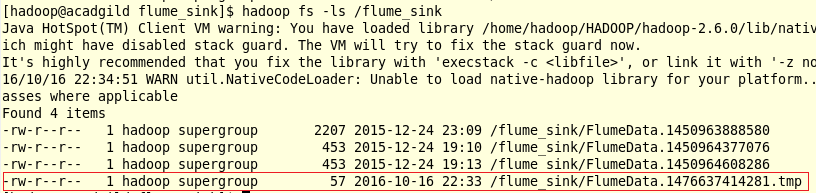 [hadoop@acadgild flume_sink]$ hadoop fs -ls /flume_sink
Java HotSpot(TM) Client VM warning: You have loaded library /home/hadoop/HADOOP/hadoop-2.6.0/lib/nativ
ich might have disabled stack guard. The VM will try to fix the stack guard now.
It's highly recommended that you fix the library with 'execstack -c <libfile>', or link it with '-z no
16/10/16 22:34:51 WARN util.NativeCodeLoader: Unable to load native-hadoop library for your platform..
asses where applicable
Found 4 items
-rw-r--r-- 1 hadoop supergroup 2207 2015-12-24 23:09 /flume_sink/FlumeData.1450963888580
-rw-r--r-- 1 hadoop supergroup 453 2015-12-24 19:10 /flume_sink/FlumeData.1450964377076
-rw-r--r-- 1 hadoop supergroup 453 2015-12-24 19:13 /flume_sink/FlumeData.1450964608286
-rw-r--r-- 1 hadoop supergroup 57 2016-10-16 22:33 /flume_sink/FlumeData.1476637414281.tmp